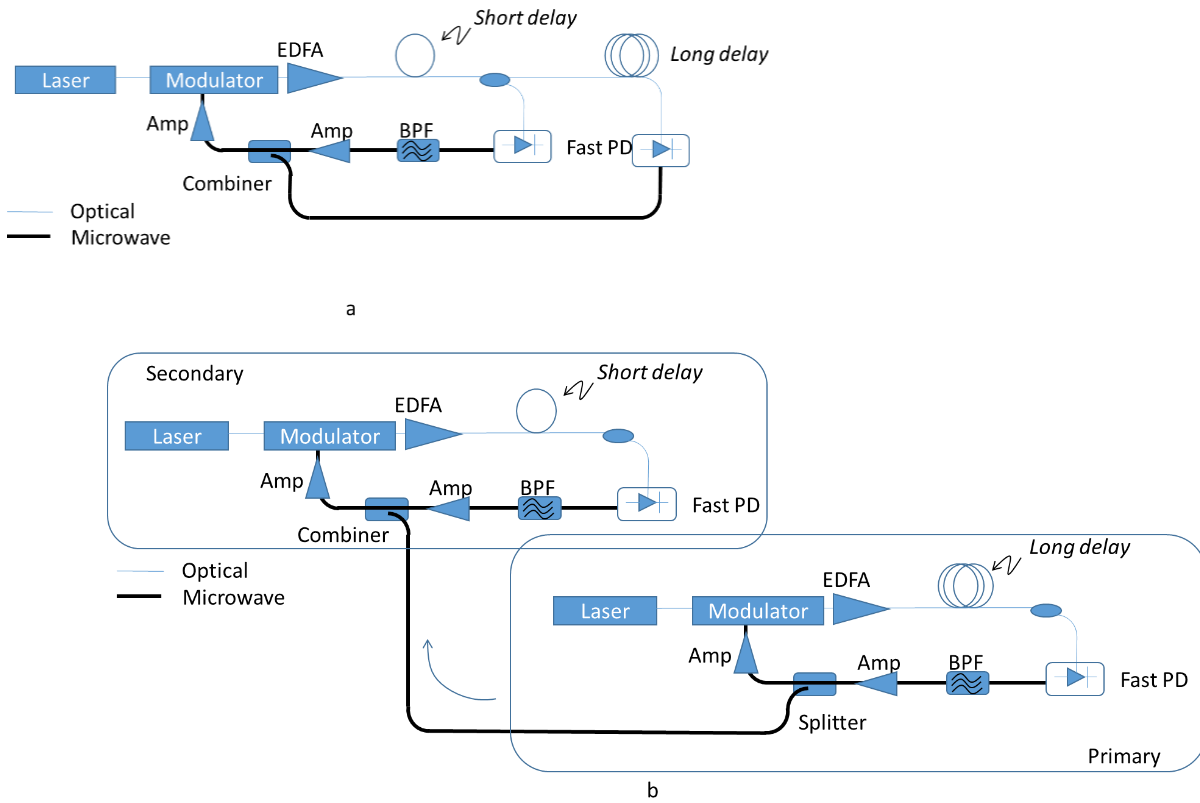 Short delay
EDFA
Long delay
Laser
Modulator
Amp
Amp
BPF
Fast PD
Combiner
Optical
Microwave
a
Secondary
Short delay
EDFA
Laser
Modulator
Amp
Amp
BPF
Fast PD
Combiner
Optical
Microwave
Long delay
EDFA
Laser
Modulator
Amp
Amp
BPF
Fast PD
Splitter
Primary
b